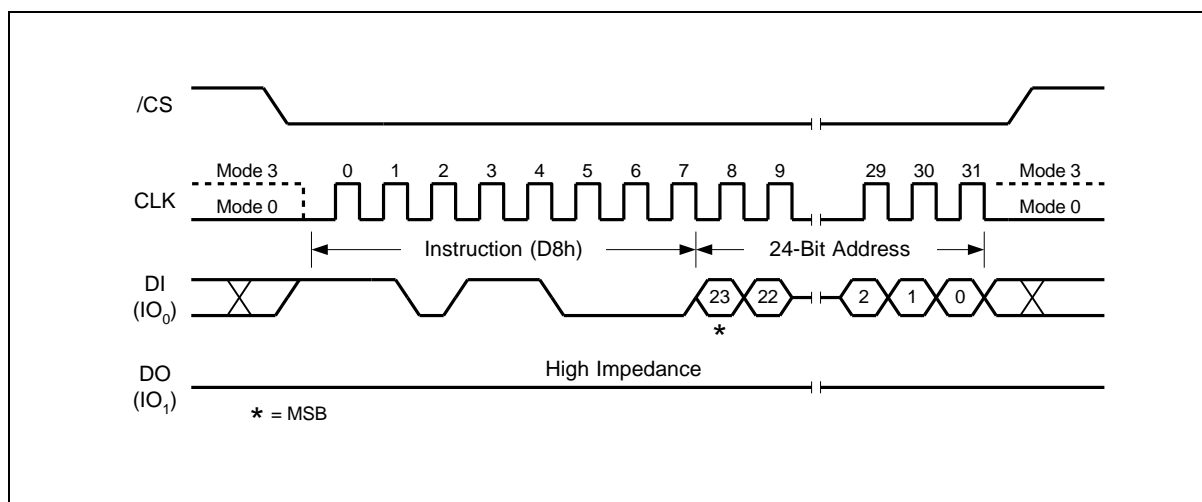 /CS
Mode 3 0 1 2 3 4 5 6 7 8 9 29 30 31 Mode 3
CLK Mode 0 Mode 0
Instruction (D8h) 24-Bit Address
DI
(IO₀) 23 22 2 1 0
*
DO High Impedance
(IO₁)
* = MSB